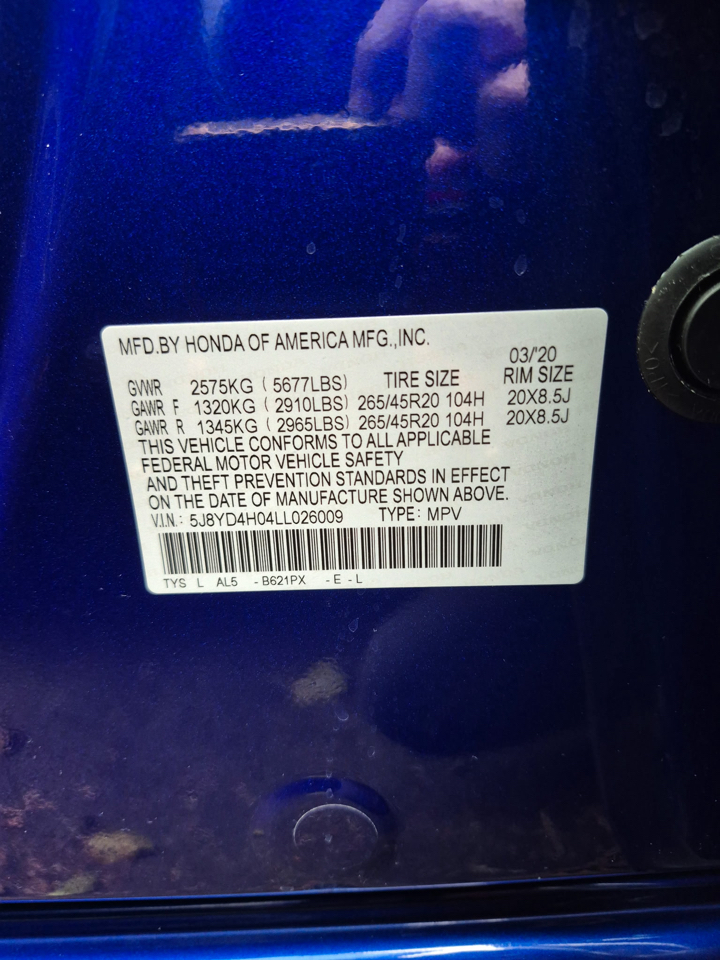 MFD.BY HONDA OF AMERICA MFG.,INC.
03/'20
GVWR 2575KG ( 5677LBS) TIRE SIZE RIM SIZE
GAWR F 1320KG ( 2910LBS) 265/45R20 104H 20X8.5J
GAWR R 1345KG ( 2965LBS) 265/45R20 104H 20X8.5J
THIS VEHICLE CONFORMS TO ALL APPLICABLE
FEDERAL MOTOR VEHICLE SAFETY
AND THEFT PREVENTION STANDARDS IN EFFECT
ON THE DATE OF MANUFACTURE SHOWN ABOVE.
V.I.N.: 5J8YD4H04LL026009 TYPE: MPV
TYS L AL5 - B621PX - E - L